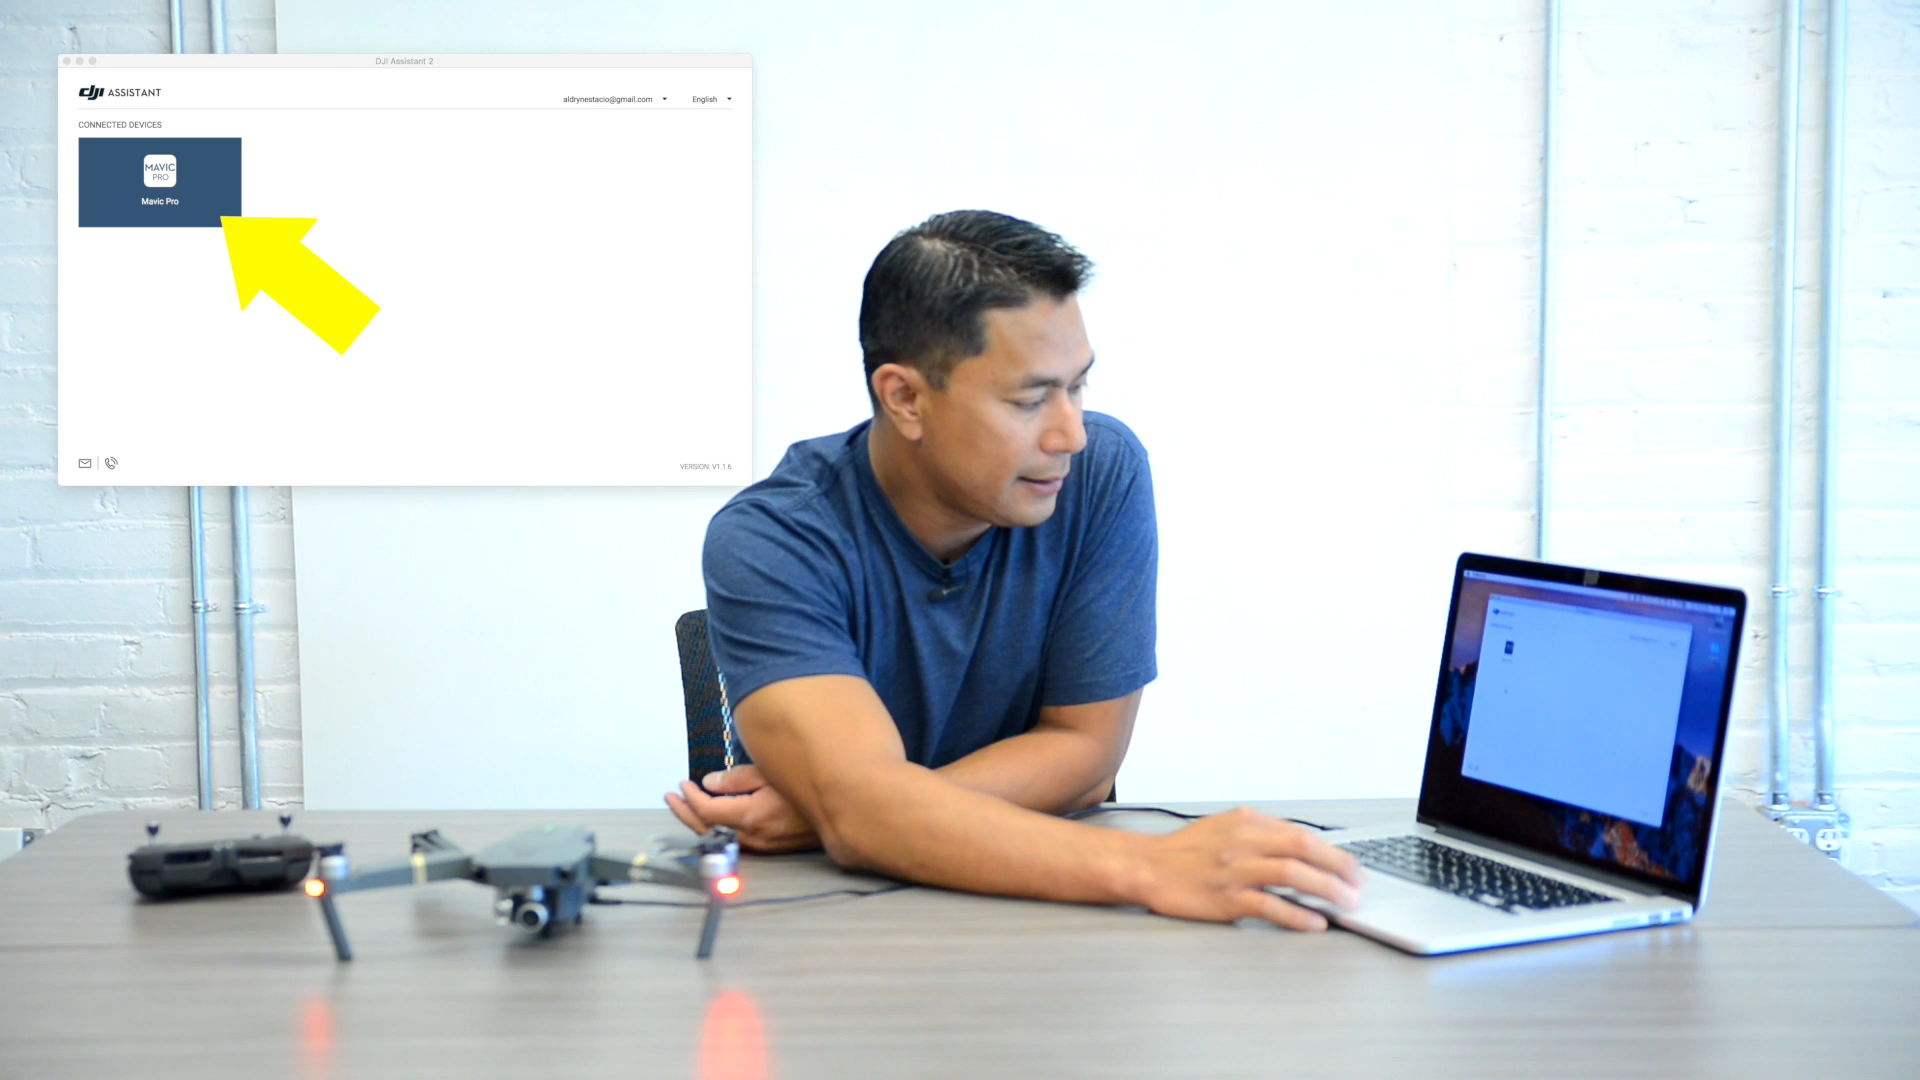 DJI Assistant 2
dji ASSISTANT
aldrynestacio@gmail.com
English
CONNECTED DEVICES
MAVIC
PRO
Mavic Pro
VERSION: V1.1.6